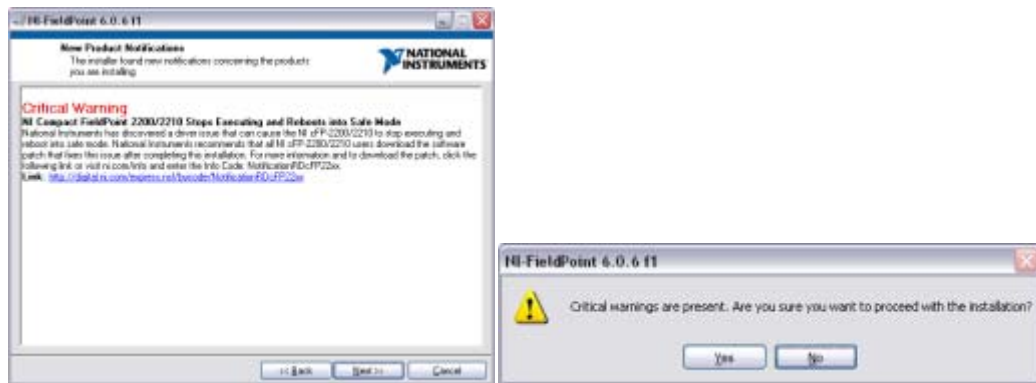 NI-FieldPoint 6.0.6 f1
New Product Notifications
The installer found new notifications concerning the products
you are installing.
NATIONAL
INSTRUMENTS
Critical Warning
NI Compact FieldPoint 2200/2210 Stops Executing and Reboots into Safe Mode
National Instruments has discovered a driver issue that can cause the NI cFP-2200/2210 to stop executing and
reboot into safe mode. National Instruments recommends that all NI cFP-2200/2210 users download the software
patch that fixes this issue after completing the installation. For more information and to download the patch, click the
following link or visit ni.com/info and enter the Info Code: NotificationRDcFP22xx.
Link:
<< Back
Next >>
Cancel
NI-FieldPoint 6.0.6 f1
Critical warnings are present. Are you sure you want to proceed with the installation?
Yes
No